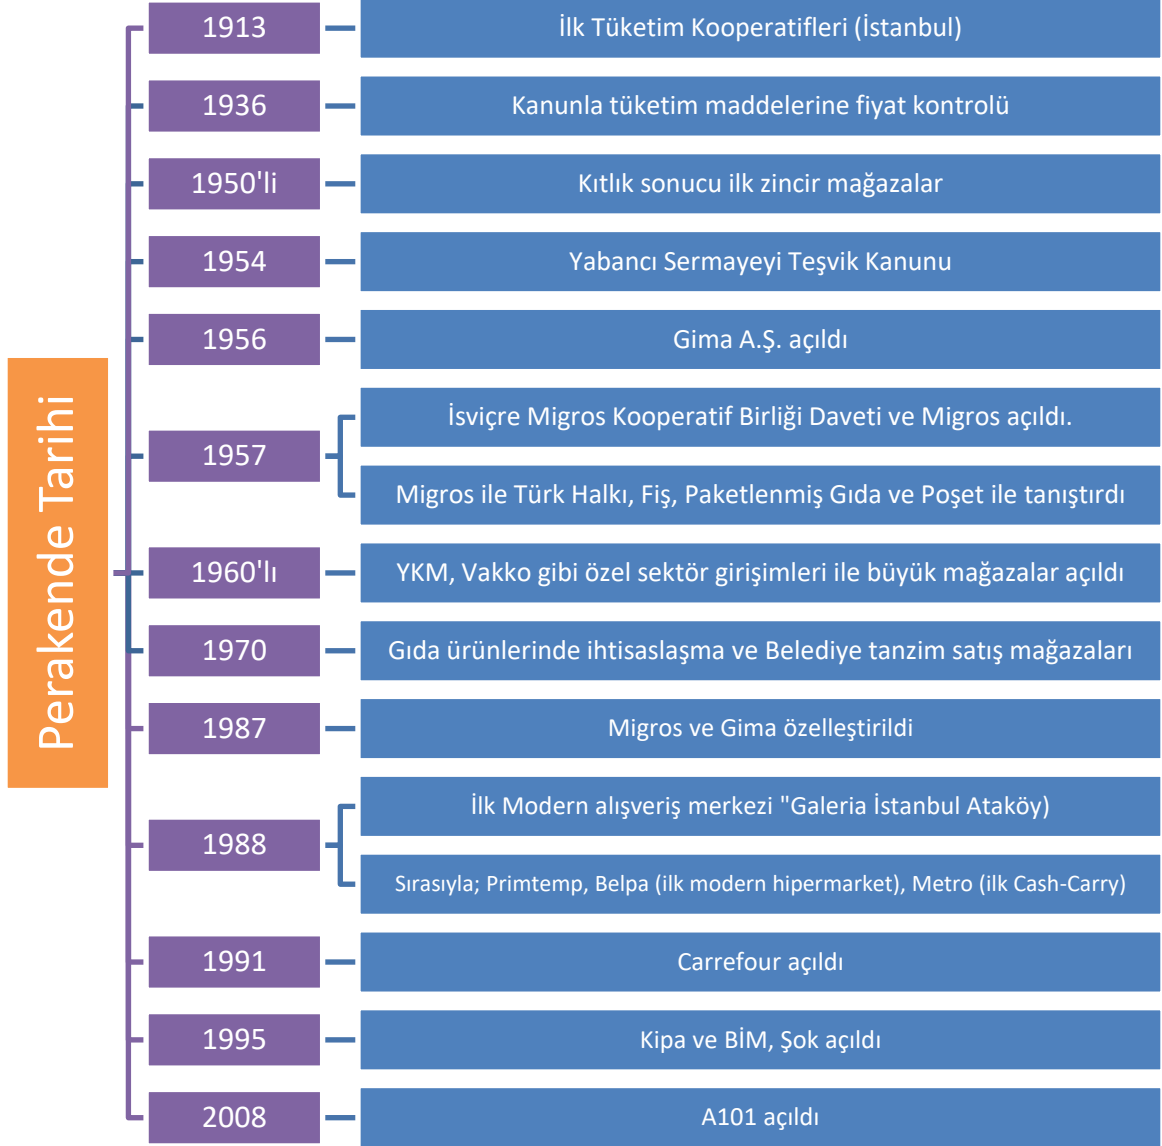 Perakende Tarihi
1913
İlk Tüketim Kooperatifleri (İstanbul)
1936
Kanunla tüketim maddelerine fiyat kontrolü
1950'li
Kıtlık sonucu ilk zincir mağazalar
1954
Yabancı Sermayeyi Teşvik Kanunu
1956
Gima A.Ş. açıldı
1957
İsviçre Migros Kooperatif Birliği Daveti ve Migros açıldı.
Migros ile Türk Halkı, Fiş, Paketlenmiş Gıda ve Poşet ile tanıştırdı
1960'lı
YKM, Vakko gibi özel sektör girişimleri ile büyük mağazalar açıldı
1970
Gıda ürünlerinde ihtisaslaşma ve Belediye tanzim satış mağazaları
1987
Migros ve Gima özelleştirildi
1988
İlk Modern alışveriş merkezi "Galeria İstanbul Ataköy)
Sırasıyla; Primtemp, Belpa (ilk modern hipermarket), Metro (ilk Cash-Carry)
1991
Carrefour açıldı
1995
Kipa ve BİM, Şok açıldı
2008
A101 açıldı